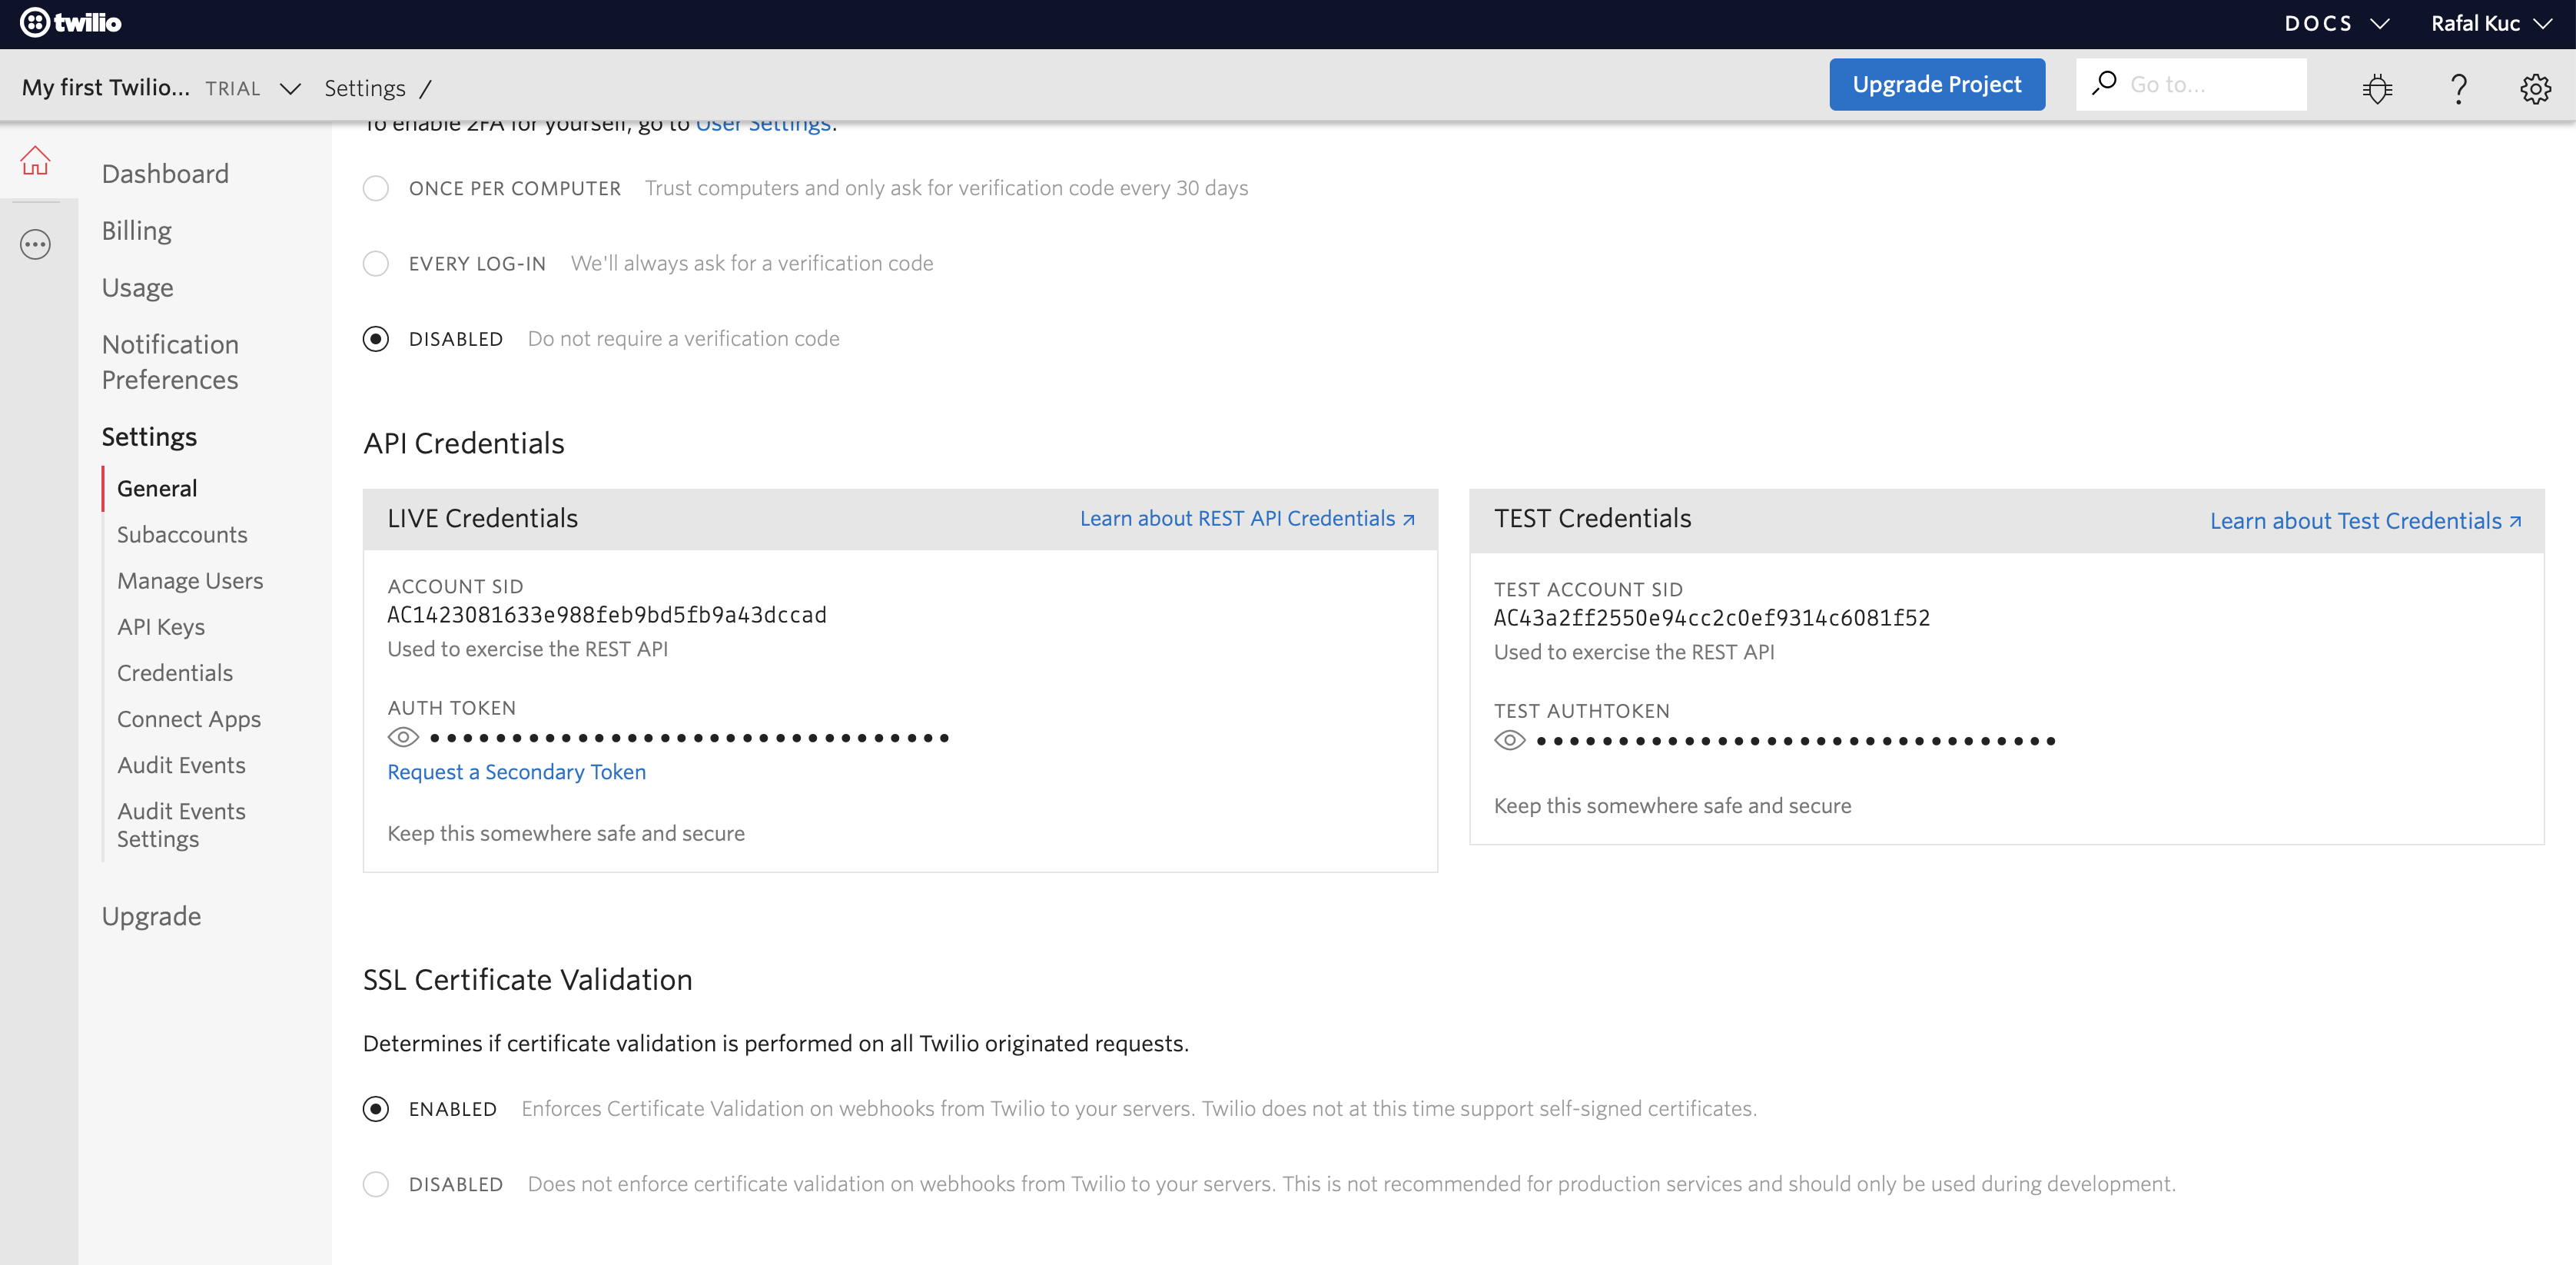 twilio
DOCS
Rafal Kuc
My first Twilio... TRIAL
Settings /
Upgrade Project
Go to...
To enable 2FA for yourself, go to User Settings.
Dashboard
Billing
Usage
Notification
Preferences
Settings
General
Subaccounts
Manage Users
API Keys
Credentials
Connect Apps
Audit Events
Audit Events
Settings
Upgrade
ONCE PER COMPUTER Trust computers and only ask for verification code every 30 days
EVERY LOG-IN We'll always ask for a verification code
DISABLED Do not require a verification code
API Credentials
LIVE Credentials
Learn about REST API Credentials
ACCOUNT SID
AC1423081633e988feb9bd5fb9a43dccad
Used to exercise the REST API
AUTH TOKEN
Request a Secondary Token
Keep this somewhere safe and secure
TEST Credentials
Learn about Test Credentials
TEST ACCOUNT SID
AC43a2ff2550e94cc2c0ef9314c6081f52
Used to exercise the REST API
TEST AUTHTOKEN
Keep this somewhere safe and secure
SSL Certificate Validation
Determines if certificate validation is performed on all Twilio originated requests.
ENABLED Enforces Certificate Validation on webhooks from Twilio to your servers. Twilio does not at this time support self-signed certificates.
DISABLED Does not enforce certificate validation on webhooks from Twilio to your servers. This is not recommended for production services and should only be used during development.